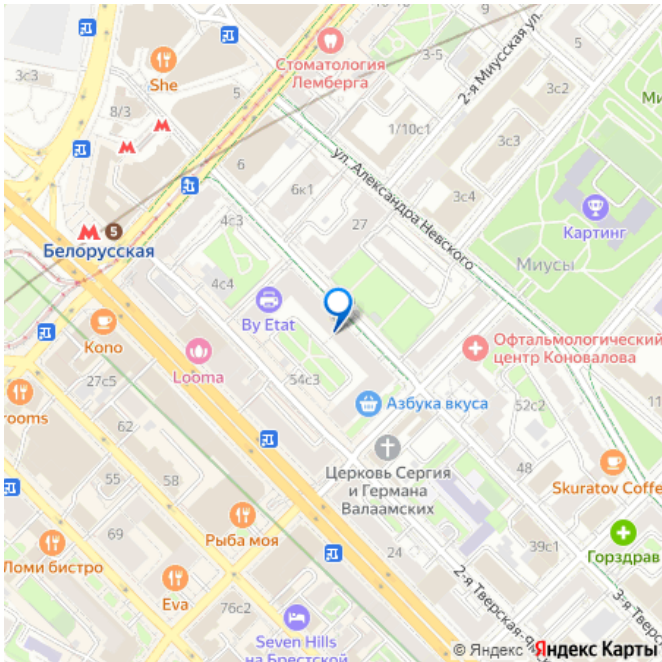 3с3
She
8/3
5
Стоматология
Лемберга
3-5
2-я Миусская ул.
5
3с2
Ми
1/10с1
3с3
3с4
6
6к1
ул. Александра Невского
27
Картинг
Миусы
5
Белорусская
4с3
4с4
By Etat
Kono
Looma
27с5
54с3
Офтальмологический
центр Коновалова
Азбука вкуса
52с2
11
rooms
62
55
58
69
Церковь Сергия
и Германа
Валаамских
48
Skuratov Coffe
Рыба моя
24
39с1
Горздрав
Ломи бистро
Eva
76с2
2-я Тверская-Ям
3-я Тверс
Seven Hills
на Брестской
© Яндекс Яндекс Карты